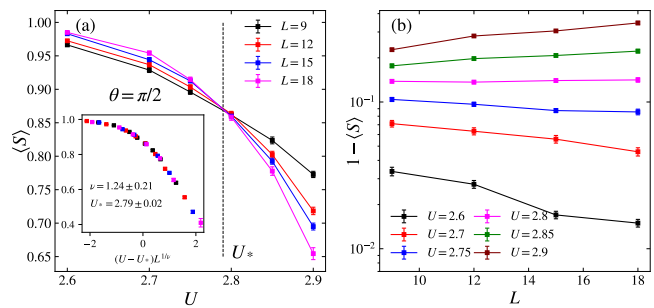 (a)
L=9
L=12
L=15
L=18
θ=π/2
⟨S⟩
1.00
0.95
0.90
0.85
0.80
0.75
0.70
0.65
1.0
0.8
0.6
0.4
ν=1.24±0.21
U*=2.79±0.02
−2 0 2
(U−U*)L^{1/ν}
U*
2.6 2.7 2.8 2.9
U
(b)
1−⟨S⟩
10⁻¹
10⁻²
U=2.6
U=2.7
U=2.75
U=2.8
U=2.85
U=2.9
10 12 14 16 18
L